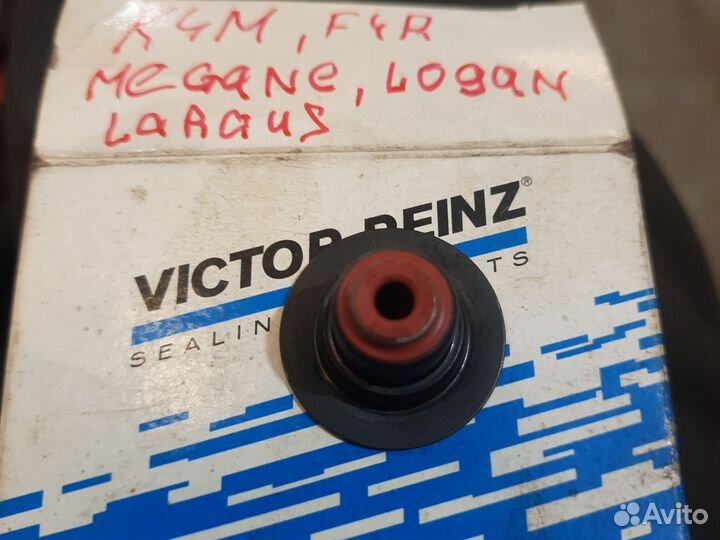 K4M, F4R
MEGANE, LOGAN
LARGUS
VICTOR REINZ®
SEALIN
TS
Avito